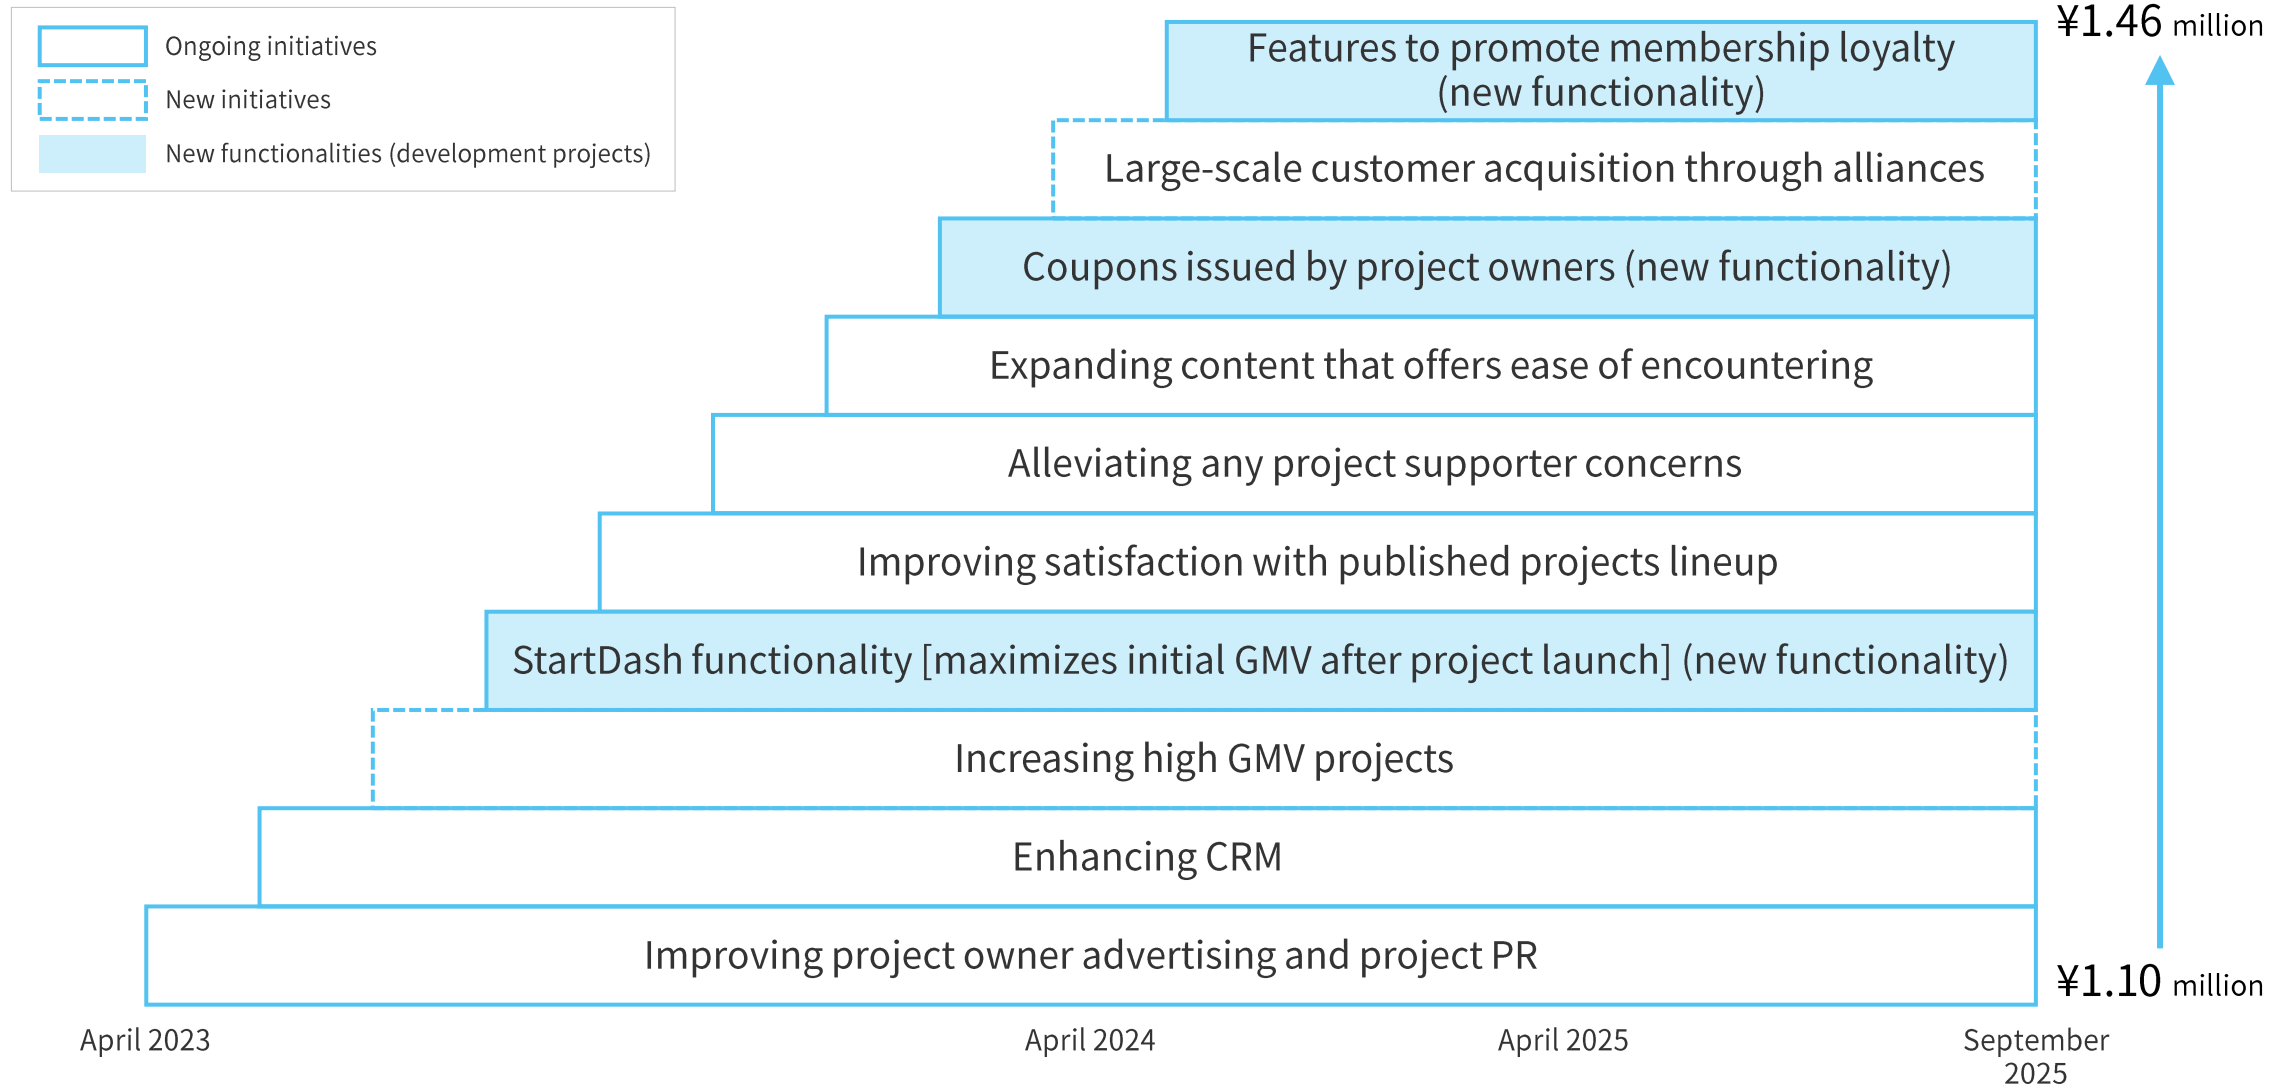 Ongoing initiatives
New initiatives
New functionalities (development projects)
¥1.46 million
Features to promote membership loyalty
(new functionality)
Large-scale customer acquisition through alliances
Coupons issued by project owners (new functionality)
Expanding content that offers ease of encountering
Alleviating any project supporter concerns
Improving satisfaction with published projects lineup
StartDash functionality [maximizes initial GMV after project launch] (new functionality)
Increasing high GMV projects
Enhancing CRM
Improving project owner advertising and project PR
¥1.10 million
April 2023
April 2024
April 2025
September
2025